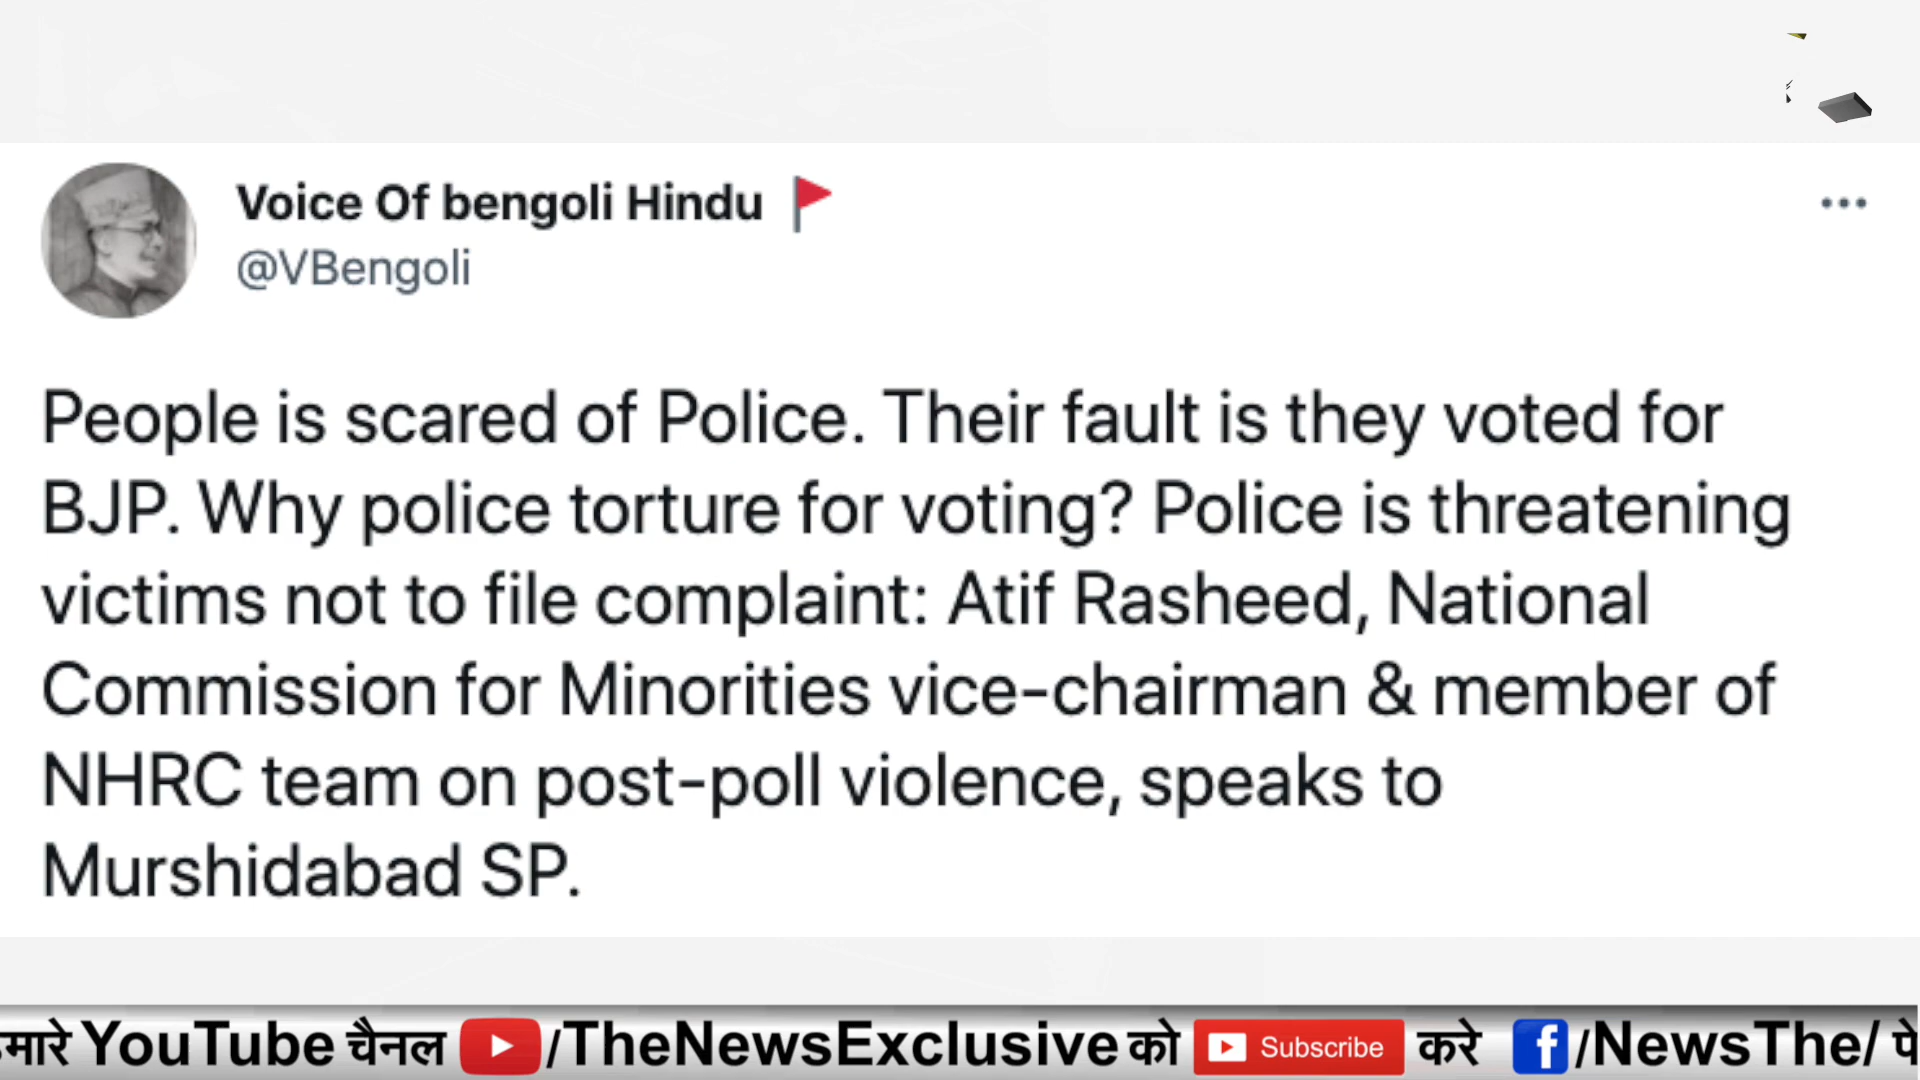 Voice Of bengoli Hindu
@VBengoli
People is scared of Police. Their fault is they voted for
BJP. Why police torture for voting? Police is threatening
victims not to file complaint: Atif Rasheed, National
Commission for Minorities vice-chairman & member of
NHRC team on post-poll violence, speaks to
Murshidabad SP.
YouTube चैनल /TheNewsExclusive को Subscribe करे /NewsThe/